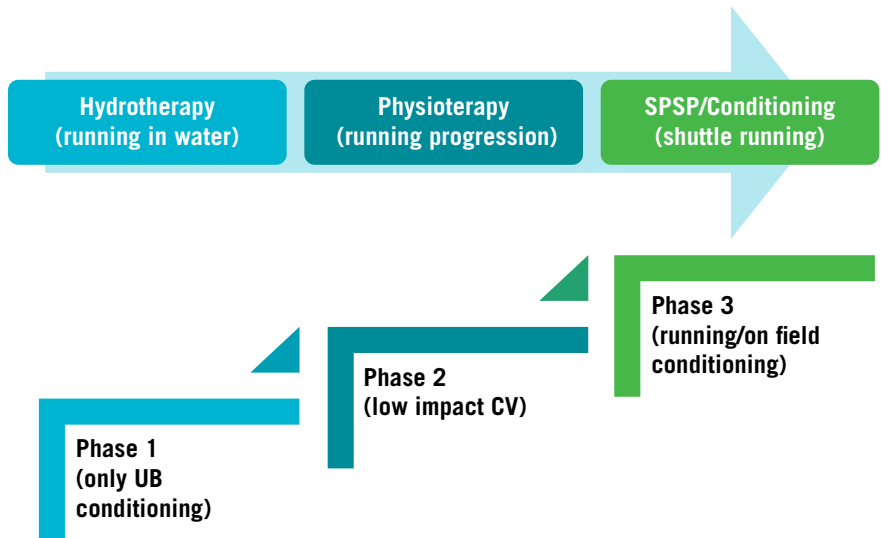 Hydrotherapy
(running in water)
Physioterapy
(running progression)
SPSP/Conditioning
(shuttle running)
Phase 3
(running/on field
conditioning)
Phase 2
(low impact CV)
Phase 1
(only UB
conditioning)